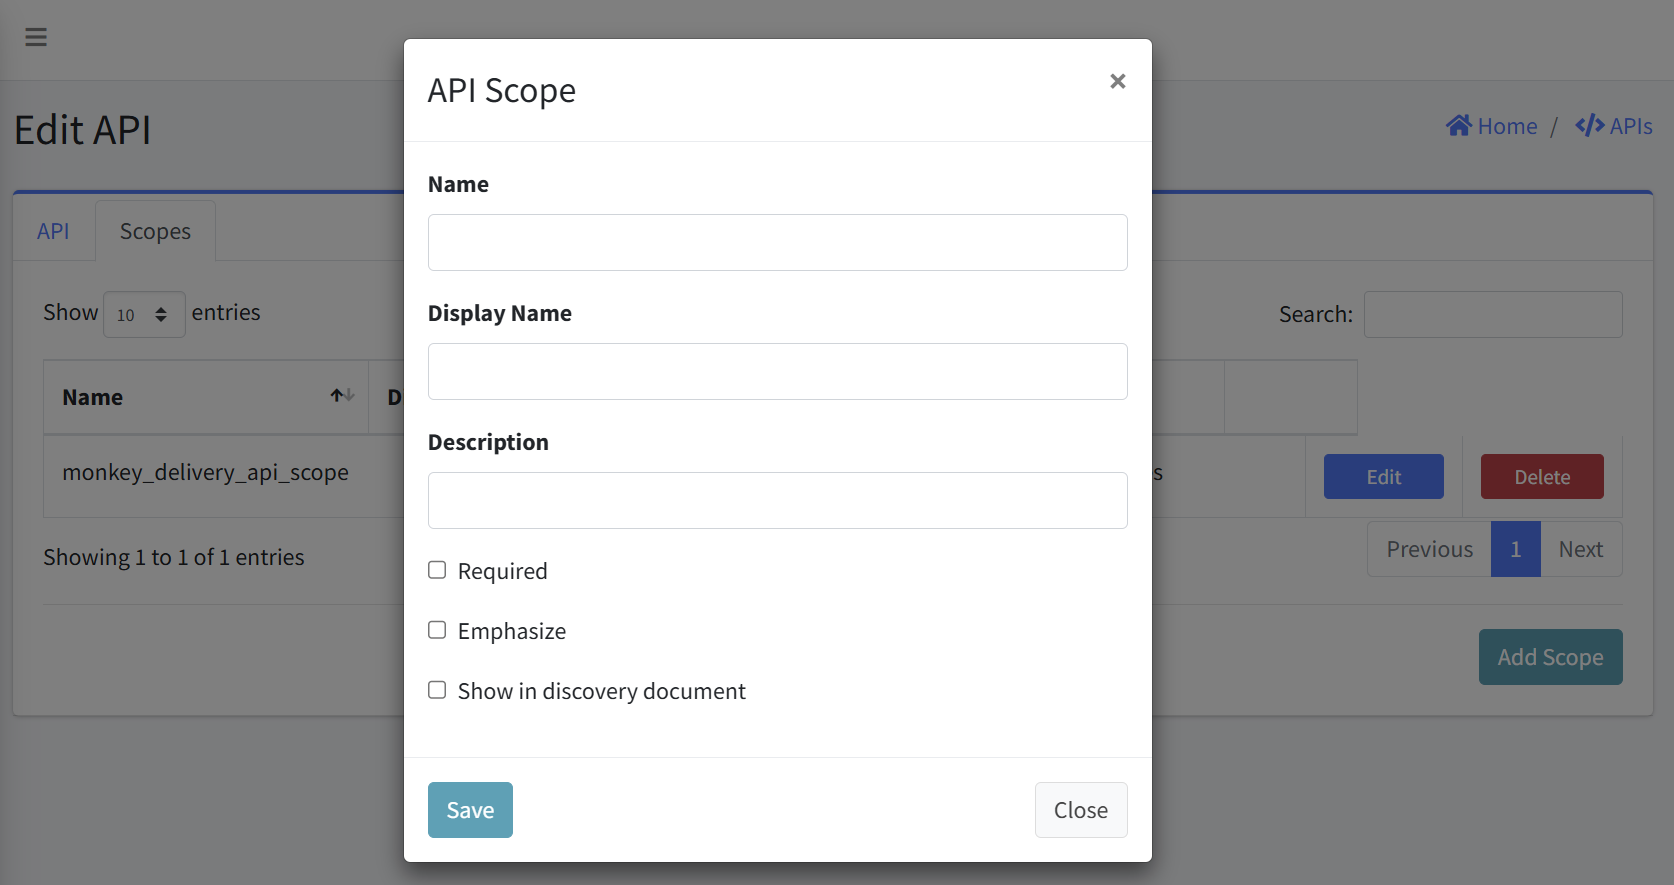 API Scope
×
Edit API
Home / APIs
Name
API Scopes
Show 10 entries
Search:
Display Name
Name
Description
monkey_delivery_api_scope
Edit Delete
Showing 1 to 1 of 1 entries
Previous 1 Next
Required
Emphasize
Add Scope
Show in discovery document
Save
Close